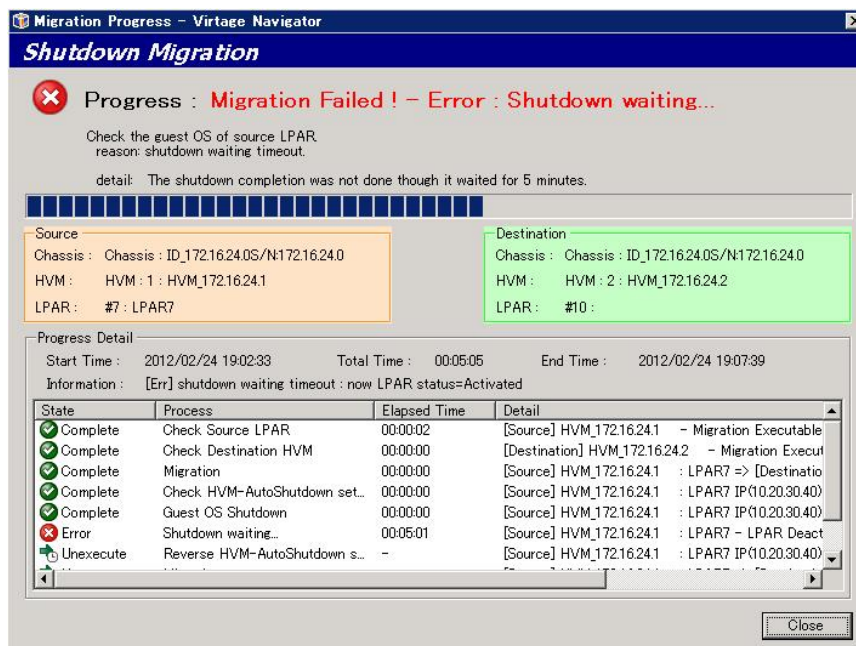 Migration Progress - Virtage Navigator
Shutdown Migration
Progress : Migration Failed ! - Error : Shutdown waiting...
Check the guest OS of source LPAR.
reason: shutdown waiting timeout.
detail: The shutdown completion was not done though it waited for 5 minutes.
Source
Chassis : Chassis : ID_172.16.24.0S/N:172.16.24.0
HVM : HVM : 1 : HVM_172.16.24.1
LPAR : #7 : LPAR7
Destination
Chassis : Chassis : ID_172.16.24.0S/N:172.16.24.0
HVM : HVM : 2 : HVM_172.16.24.2
LPAR : #10 :
Progress Detail
Start Time : 2012/02/24 19:02:33 Total Time : 00:05:05 End Time : 2012/02/24 19:07:39
Information : [Err] shutdown waiting timeout : now LPAR status=Activated
State Process Elapsed Time Detail
Complete Check Source LPAR 00:00:02 [Source] HVM_172.16.24.1 - Migration Executable
Complete Check Destination HVM 00:00:00 [Destination] HVM_172.16.24.2 - Migration Execut
Complete Migration 00:00:00 [Source] HVM_172.16.24.1 : LPAR7 => [Destinatio
Complete Check HVM-AutoShutdown set... 00:00:00 [Source] HVM_172.16.24.1 : LPAR7 IP(10.20.30.40)
Complete Guest OS Shutdown 00:00:00 [Source] HVM_172.16.24.1 : LPAR7 IP(10.20.30.40)
Error Shutdown waiting... 00:05:01 [Source] HVM_172.16.24.1 : LPAR7 - LPAR Deact
Unexecute Reverse HVM-AutoShutdown s... - [Source] HVM_172.16.24.1 : LPAR7 IP(10.20.30.40)
Close